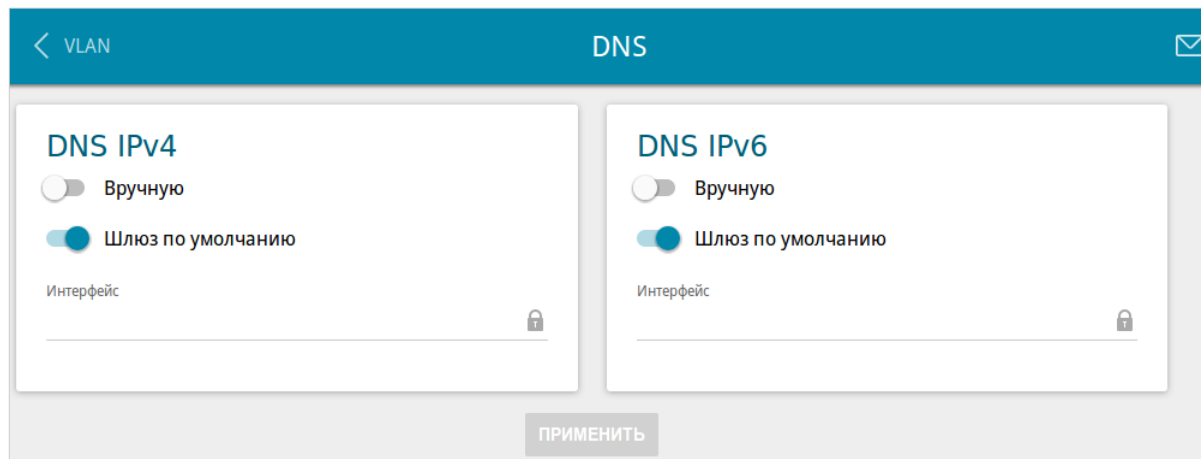 VLAN
DNS
DNS IPv4
Вручную
Шлюз по умолчанию
Интерфейс
DNS IPv6
Вручную
Шлюз по умолчанию
Интерфейс
ПРИМЕНИТЬ